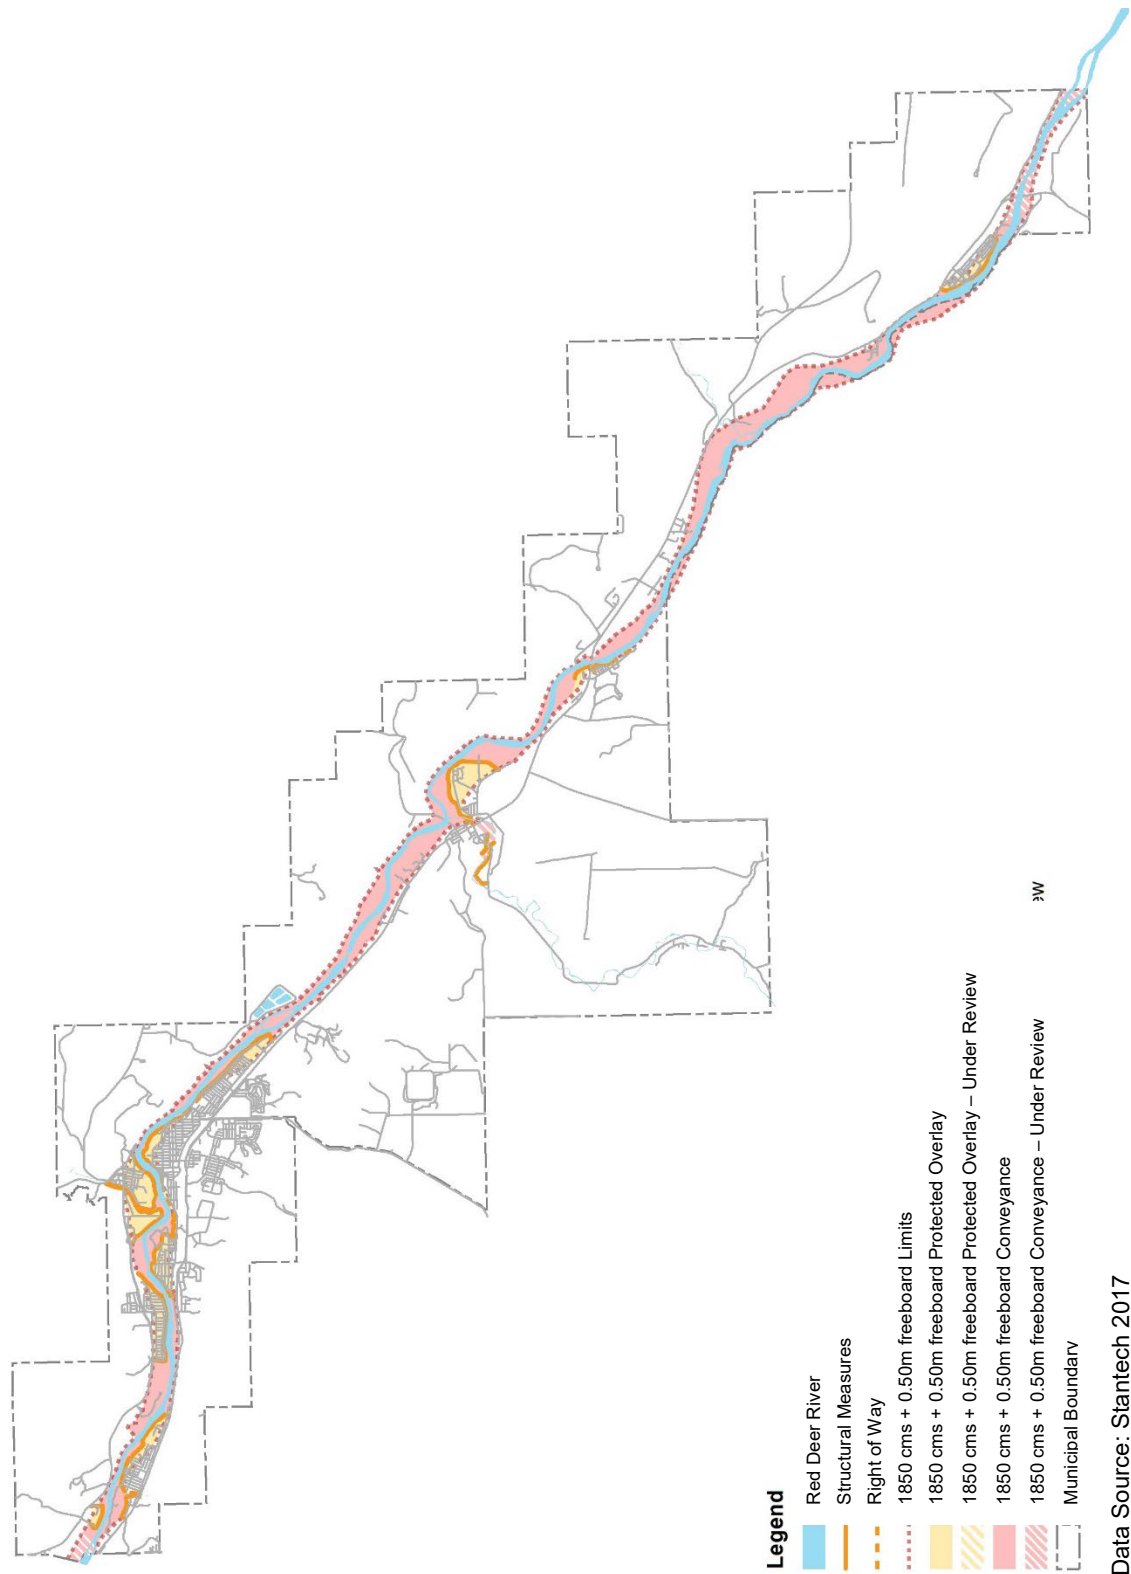 Legend
Red Deer River
Structural Measures
Right of Way
1850 cms + 0.50m freeboard Limits
1850 cms + 0.50m freeboard Protected Overlay
1850 cms + 0.50m freeboard Protected Overlay – Under Review
1850 cms + 0.50m freeboard Conveyance
1850 cms + 0.50m freeboard Conveyance – Under Review
ew
Municipal Boundary
Data Source: Stantech 2017